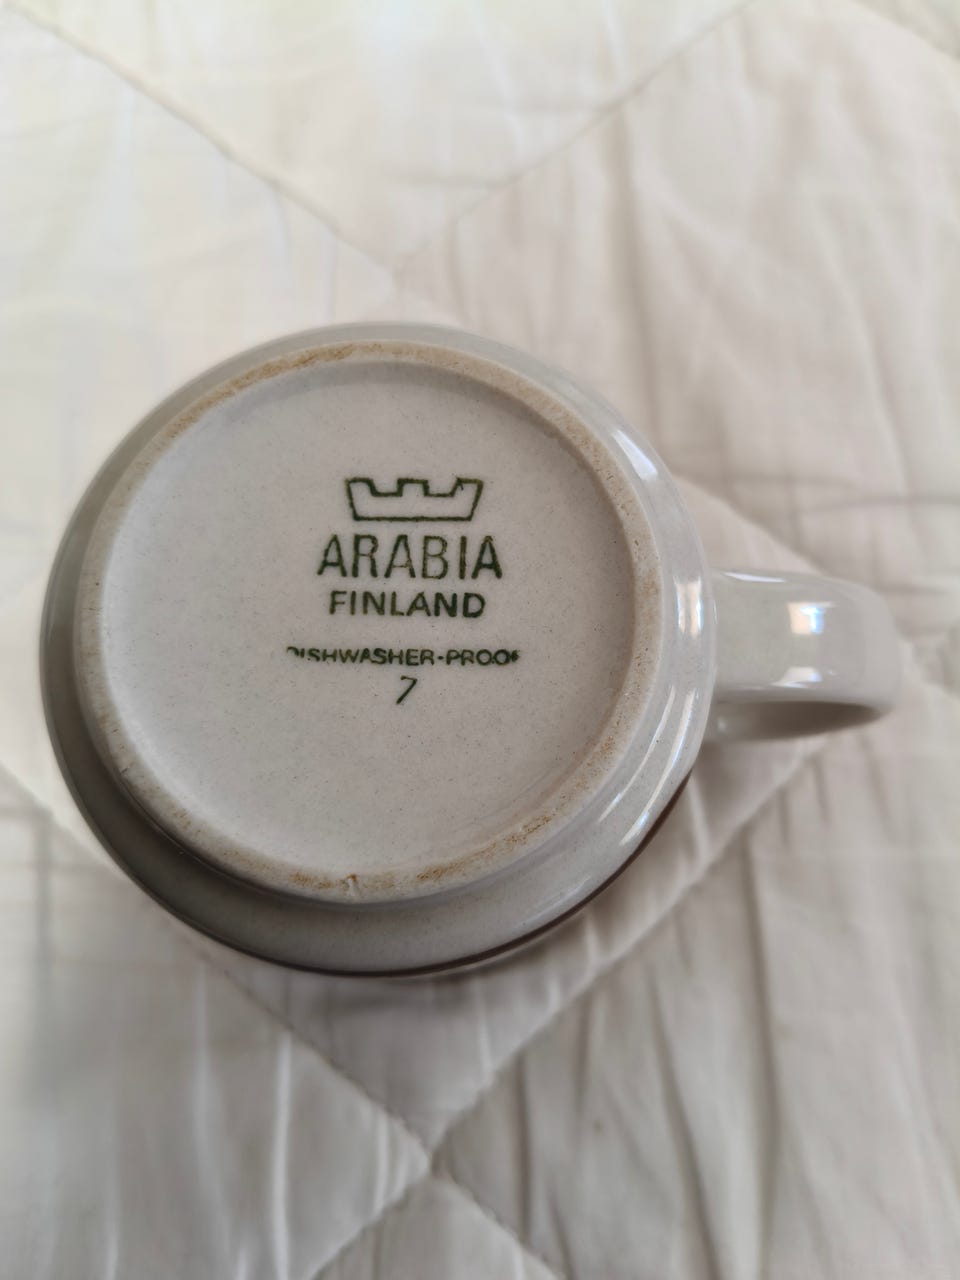 ARABIA
FINLAND
DISHWASHER-PROOF
7